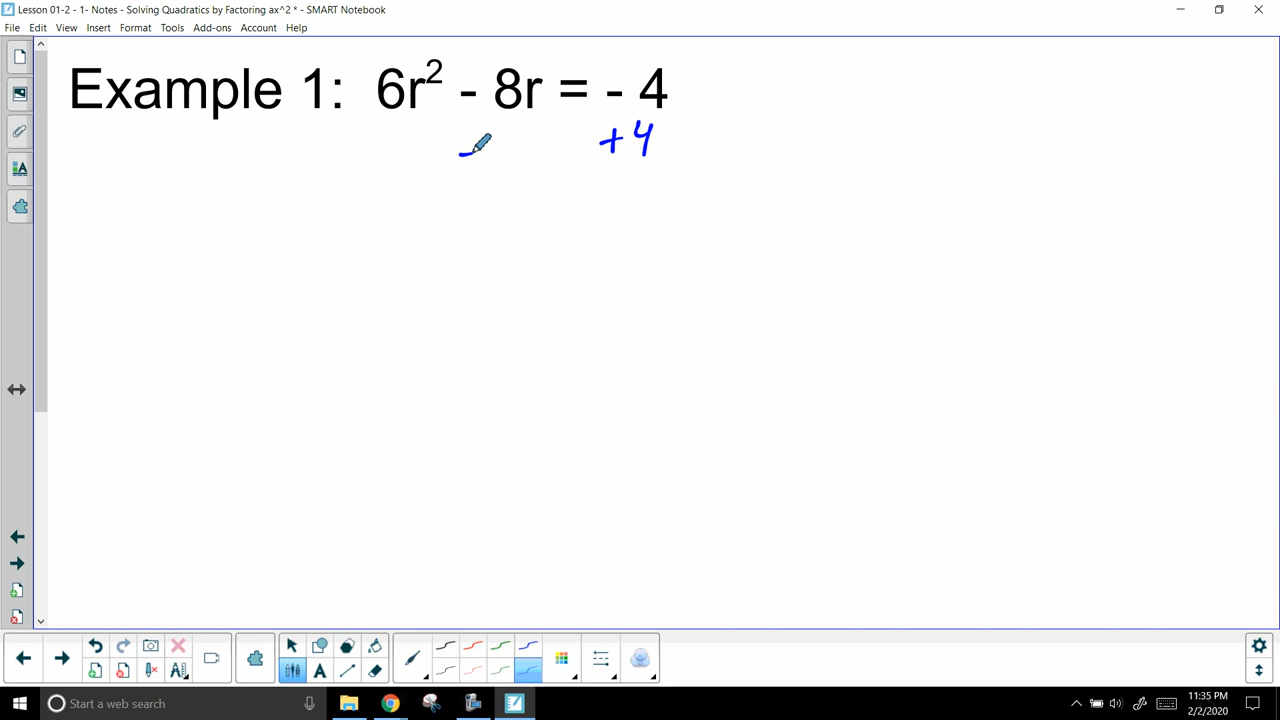 Lesson 01-2 - 1- Notes - Solving Quadratics by Factoring ax^2 * - SMART Notebook
File Edit View Insert Format Tools Add-ons Account Help
Example 1: 6r² - 8r = - 4
+4
Start a web search
11:35 PM
2/2/2020